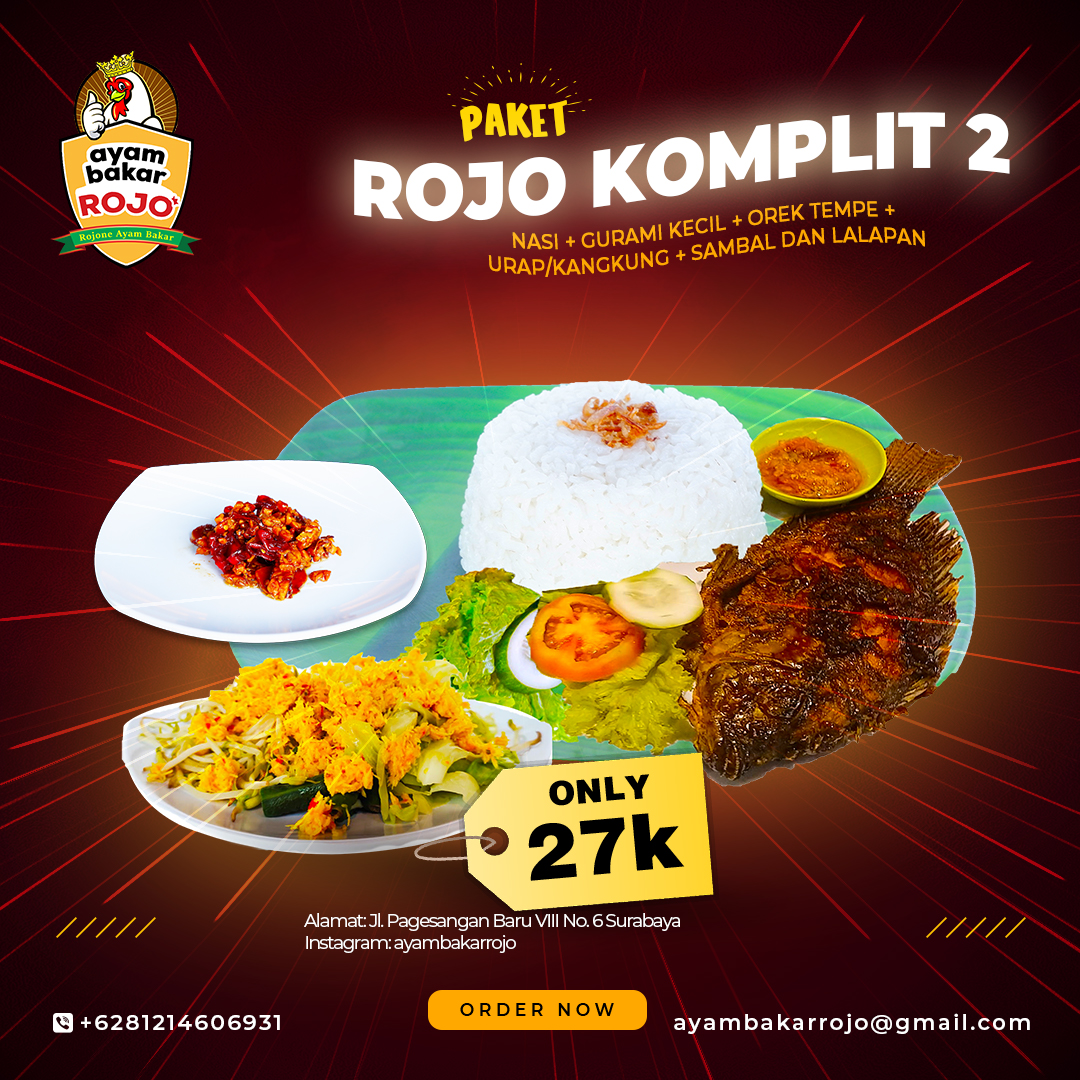 ayam
bakar
ROJO
Rojone Ayam Bakar
PAKET
ROJO KOMPLIT 2
NASI + GURAMI KECIL + OREK TEMPE +
URAP/KANGKUNG + SAMBAL DAN LALAPAN
ONLY
27k
Alamat: Jl. Pagesangan Baru VIII No. 6 Surabaya
Instagram: ayambakarrojo
+6281214606931
ORDER NOW
ayambakarrojo@gmail.com